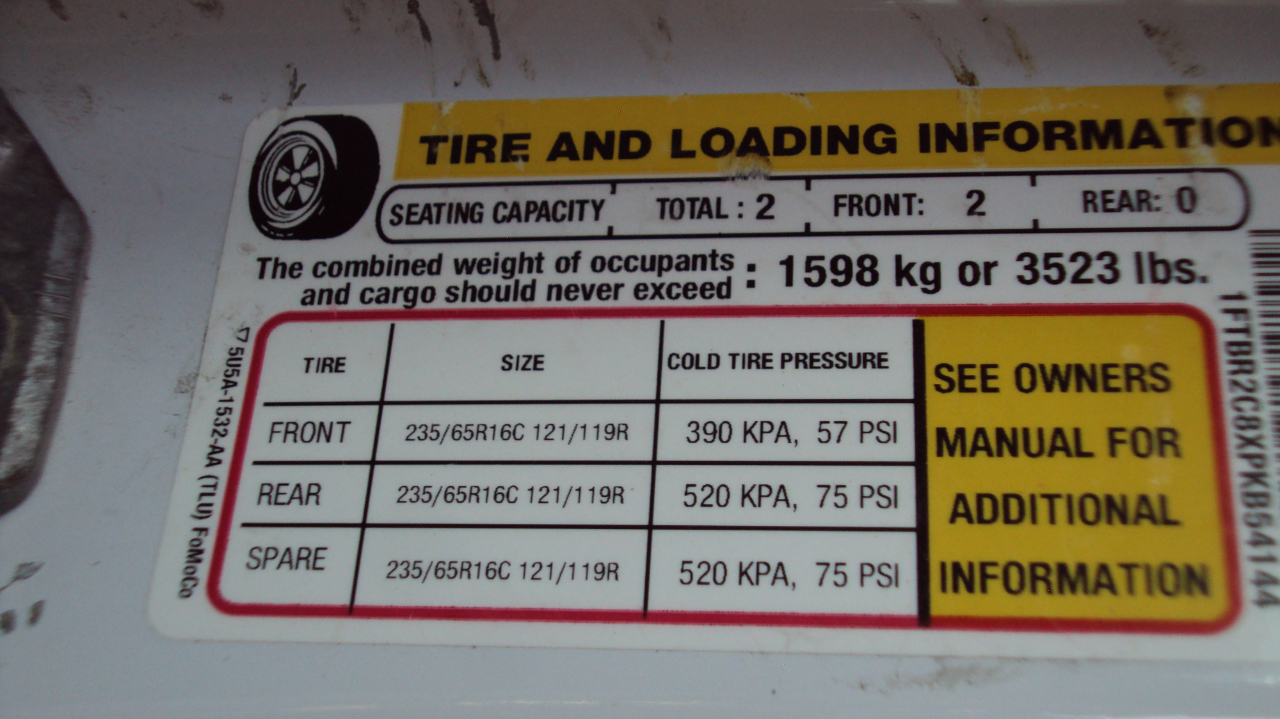 TIRE AND LOADING INFORMATION
SEATING CAPACITY TOTAL : 2 FRONT: 2 REAR: 0
The combined weight of occupants
and cargo should never exceed : 1598 kg or 3523 lbs.
TIRE SIZE COLD TIRE PRESSURE
FRONT 235/65R16C 121/119R 390 KPA, 57 PSI
REAR 235/65R16C 121/119R 520 KPA, 75 PSI
SPARE 235/65R16C 121/119R 520 KPA, 75 PSI
SEE OWNERS
MANUAL FOR
ADDITIONAL
INFORMATION
5U5A-1532-AA (TLU) FoMoCo
1FTBR2C8XPKB54144